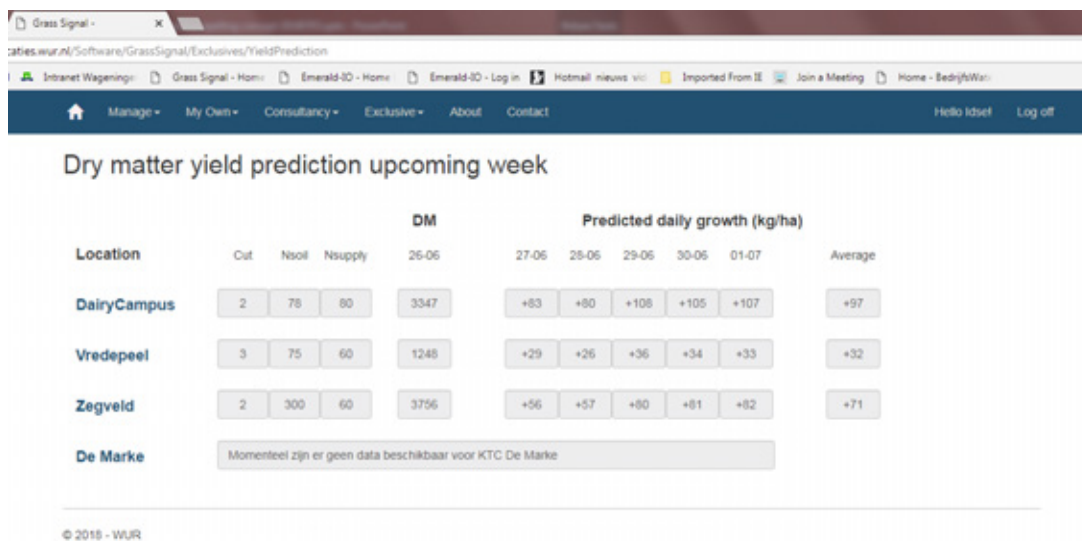 Grass Signal -
caties.wur.nl/Software/GrassSignal/Exclusives/YieldPrediction
Intranet Wageninge Grass Signal - Home Emerald-IO - Home Emerald-IO - Log in Hotmail nieuws Imported From IE Join a Meeting Home - BedrijfsWat
Manage My Own Consultancy Exclusive About Contact Hello Idse! Log off
Dry matter yield prediction upcoming week
DM Predicted daily growth (kg/ha)
Location Cut Nsoil Nsupply 26-06 27-06 28-06 29-06 30-06 01-07 Average
DairyCampus 2 78 80 3347 +83 +80 +108 +105 +107 +97
Vredepeel 3 75 60 1248 +29 +26 +36 +34 +33 +32
Zegveld 2 300 60 3756 +56 +57 +80 +81 +82 +71
De Marke Momenteel zijn er geen data beschikbaar voor KTC De Marke
© 2018 - WUR